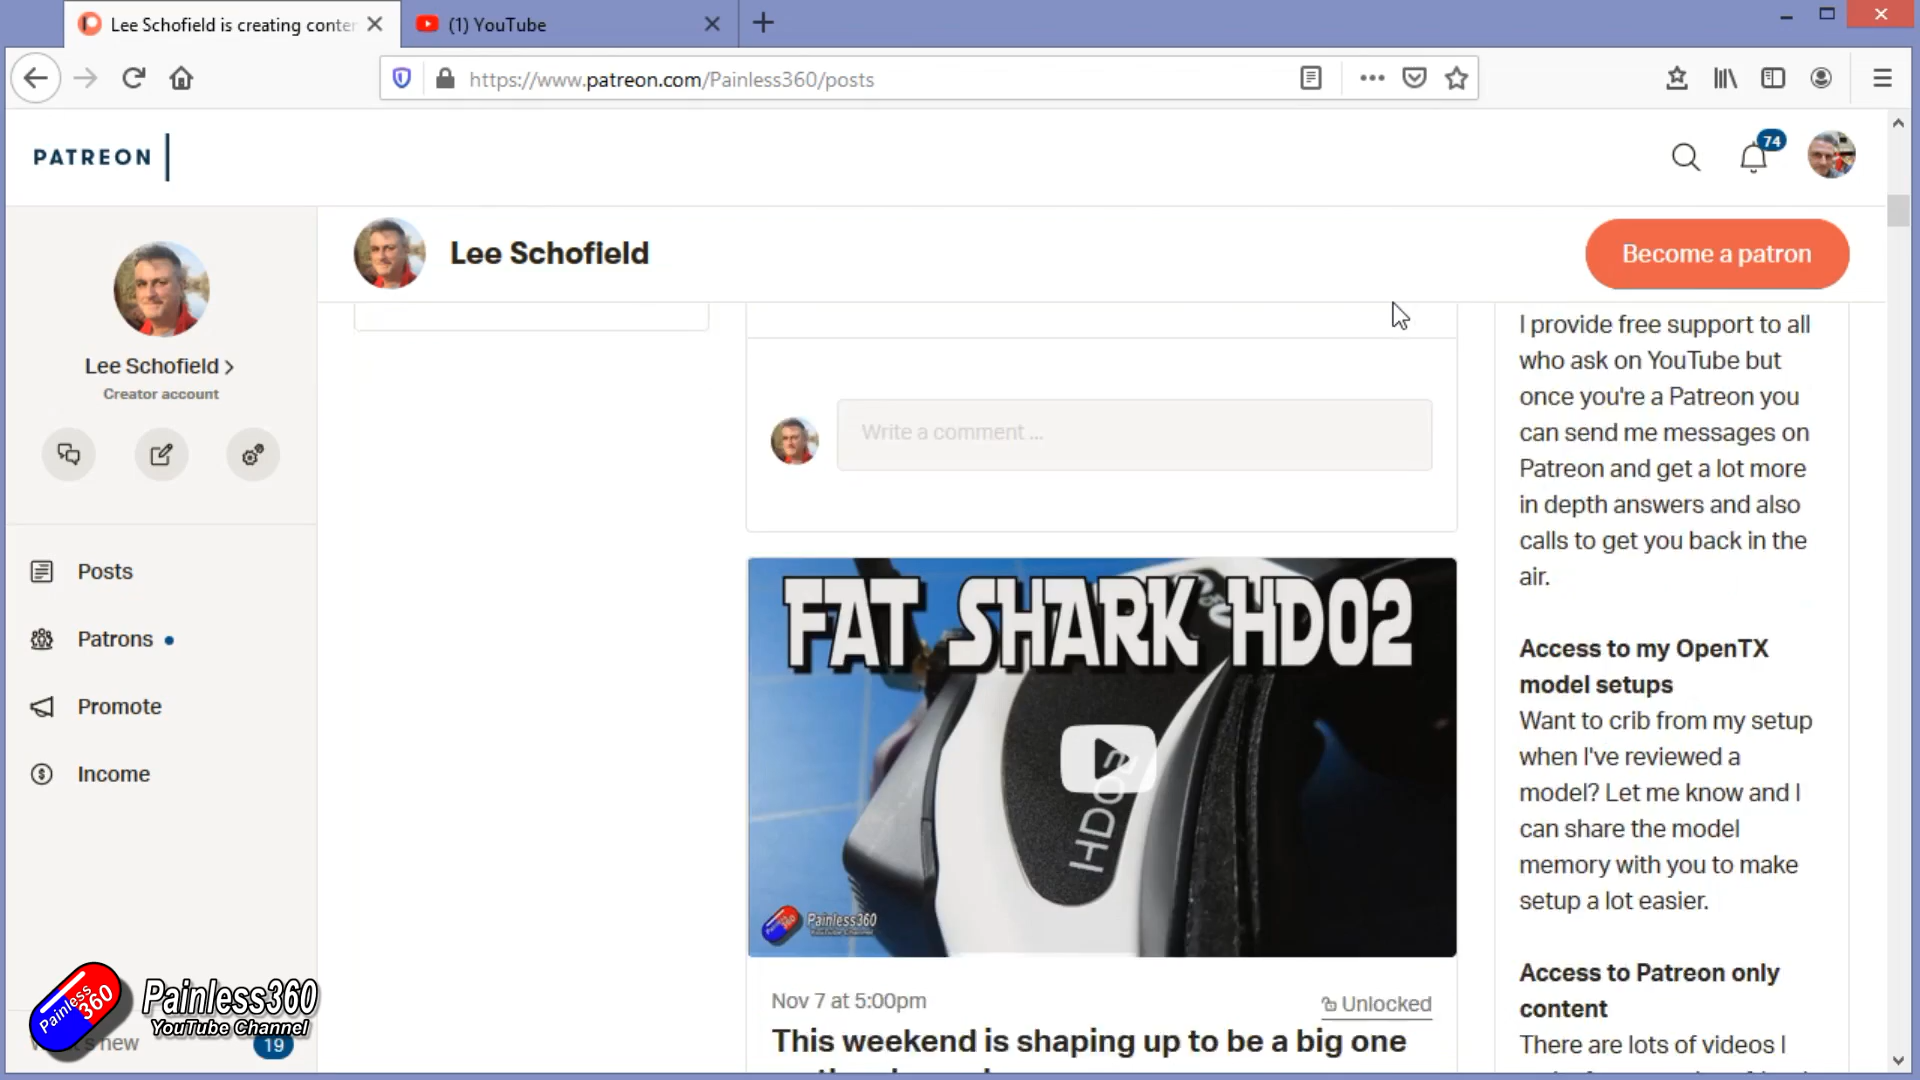 Lee Schofield is creating conter
(1) YouTube
https://www.patreon.com/Painless360/posts
PATREON
74
Lee Schofield
Become a patron
Lee Schofield
Creator account
Posts
Patrons
Promote
Income
19
Write a comment ...
FAT SHARK HD02
HD02
Painless360
YouTube Channel
Nov 7 at 5:00pm
Unlocked
This weekend is shaping up to be a big one
I provide free support to all
who ask on YouTube but
once you're a Patreon you
can send me messages on
Patreon and get a lot more
in depth answers and also
calls to get you back in the
air.
Access to my OpenTX
model setups
Want to crib from my setup
when I've reviewed a
model? Let me know and I
can share the model
memory with you to make
setup a lot easier.
Access to Patreon only
content
There are lots of videos I
Painless 360
Painless360
YouTube Channel